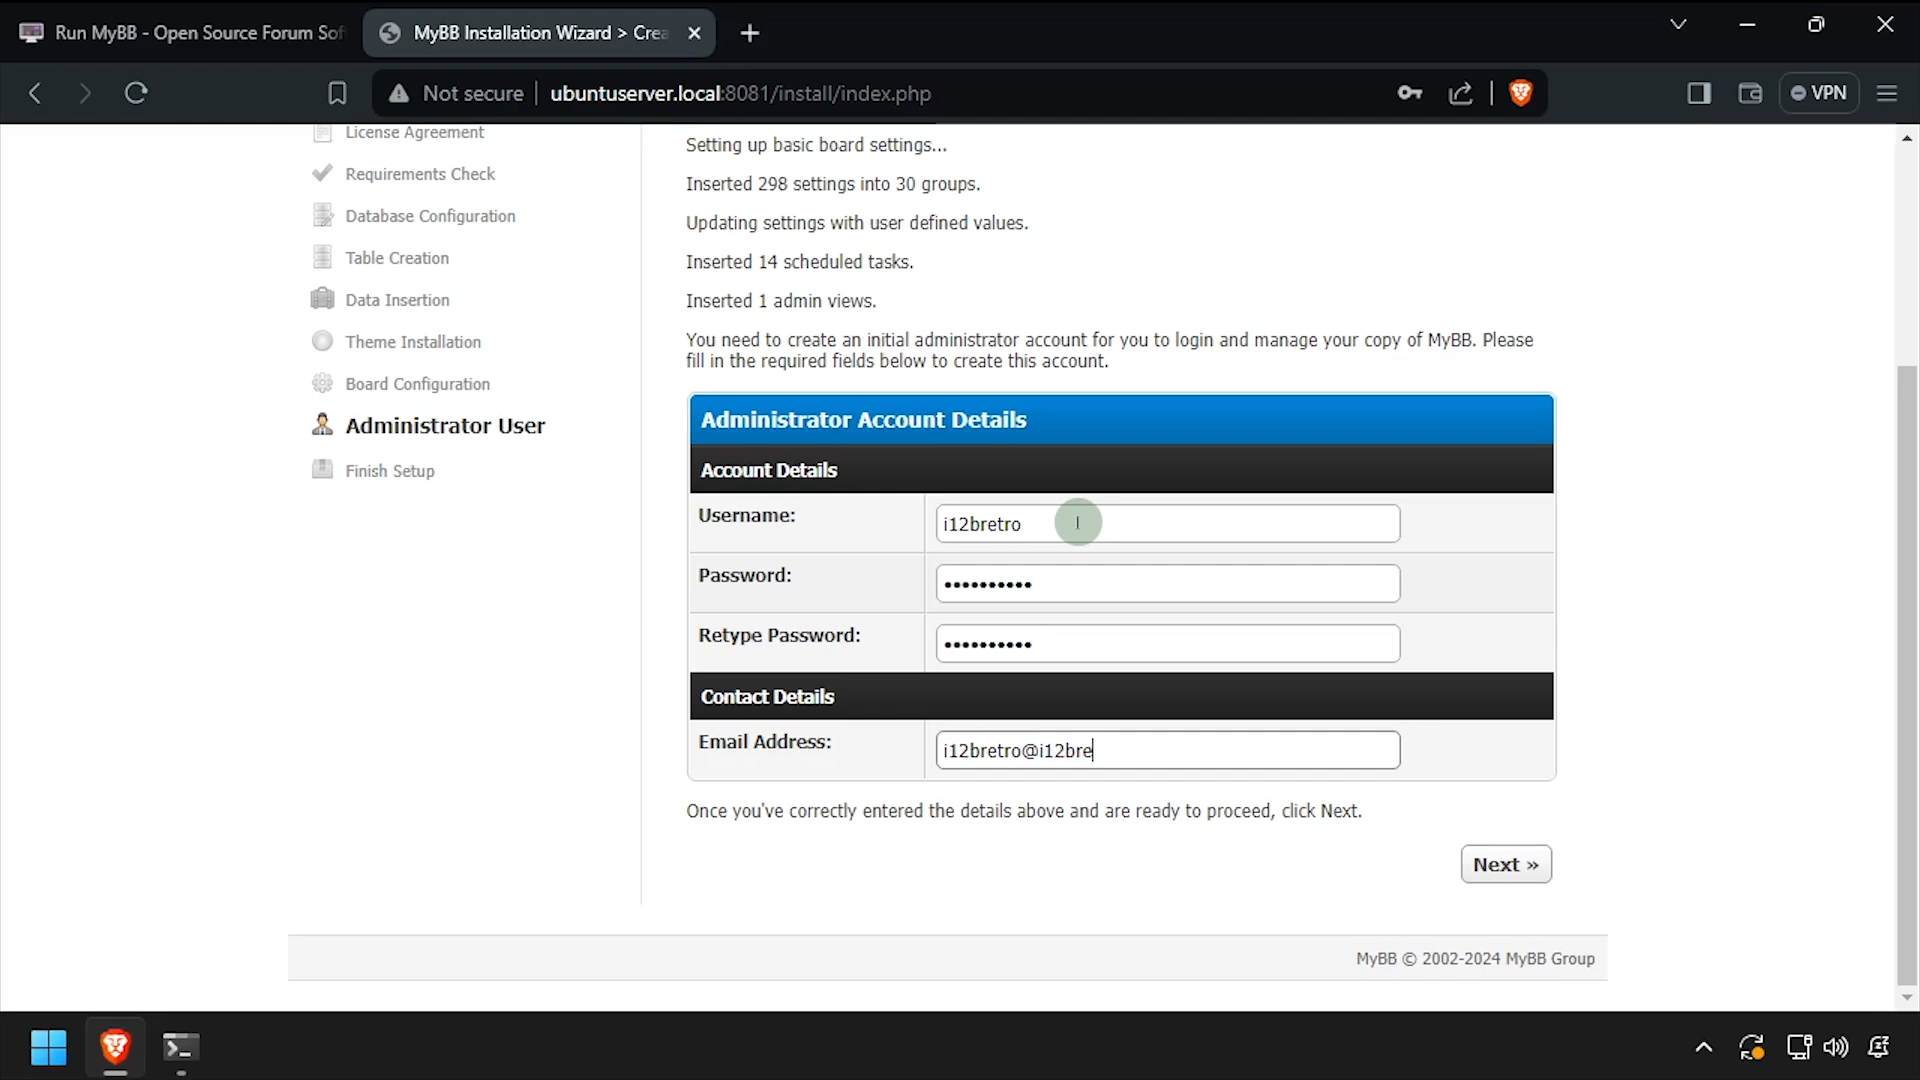 Run MyBB - Open Source Forum Sof
MyBB Installation Wizard > Crea
Not secure
ubuntuserver.local:8081/install/index.php
VPN
License Agreement
Requirements Check
Database Configuration
Table Creation
Data Insertion
Theme Installation
Board Configuration
Administrator User
Finish Setup
Setting up basic board settings...
Inserted 298 settings into 30 groups.
Updating settings with user defined values.
Inserted 14 scheduled tasks.
Inserted 1 admin views.
You need to create an initial administrator account for you to login and manage your copy of MyBB. Please
fill in the required fields below to create this account.
Administrator Account Details
Account Details
Username:
i12bretro
Password:
••••••••••
Retype Password:
••••••••••
Contact Details
Email Address:
i12bretro@i12bre
Once you've correctly entered the details above and are ready to proceed, click Next.
Next »
MyBB © 2002-2024 MyBB Group